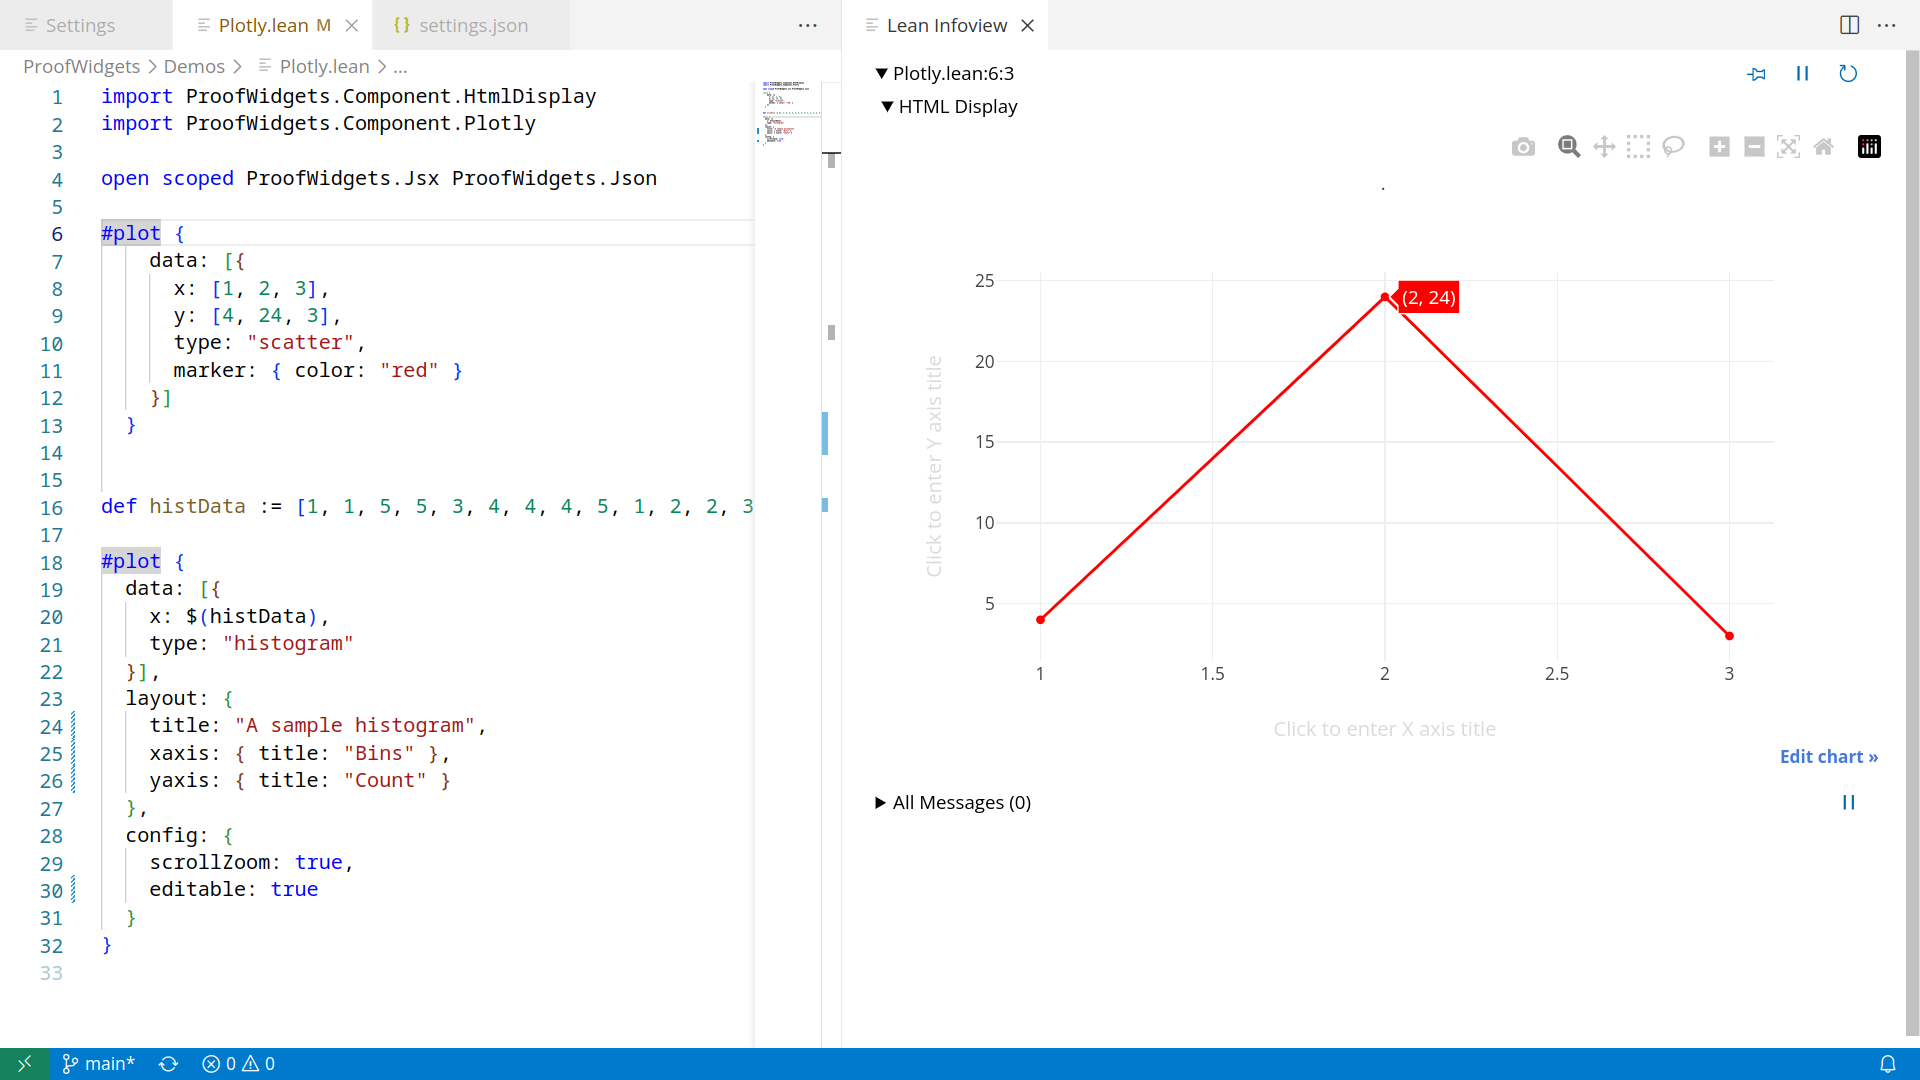 Settings
Plotly.lean M
settings.json
ProofWidgets > Demos > Plotly.lean > ...
1 import ProofWidgets.Component.HtmlDisplay
2 import ProofWidgets.Component.Plotly
3
4 open scoped ProofWidgets.Jsx ProofWidgets.Json
5
6 #plot {
7 data: [{
8 x: [1, 2, 3],
9 y: [4, 24, 3],
10 type: "scatter",
11 marker: { color: "red" }
12 }]
13 }
14
15
16 def histData := [1, 1, 5, 5, 3, 4, 4, 4, 5, 1, 2, 2, 3
17
18 #plot {
19 data: [{
20 x: $(histData),
21 type: "histogram"
22 }],
23 layout: {
24 title: "A sample histogram",
25 xaxis: { title: "Bins" },
26 yaxis: { title: "Count" }
27 },
28 config: {
29 scrollZoom: true,
30 editable: true
31 }
32 }
33
Lean Infoview
Plotly.lean:6:3
HTML Display
.
25
20
15
10
5
(2, 24)
Click to enter Y axis title
1 1.5 2 2.5 3
Click to enter X axis title
Edit chart »
All Messages (0)
main* 0 0